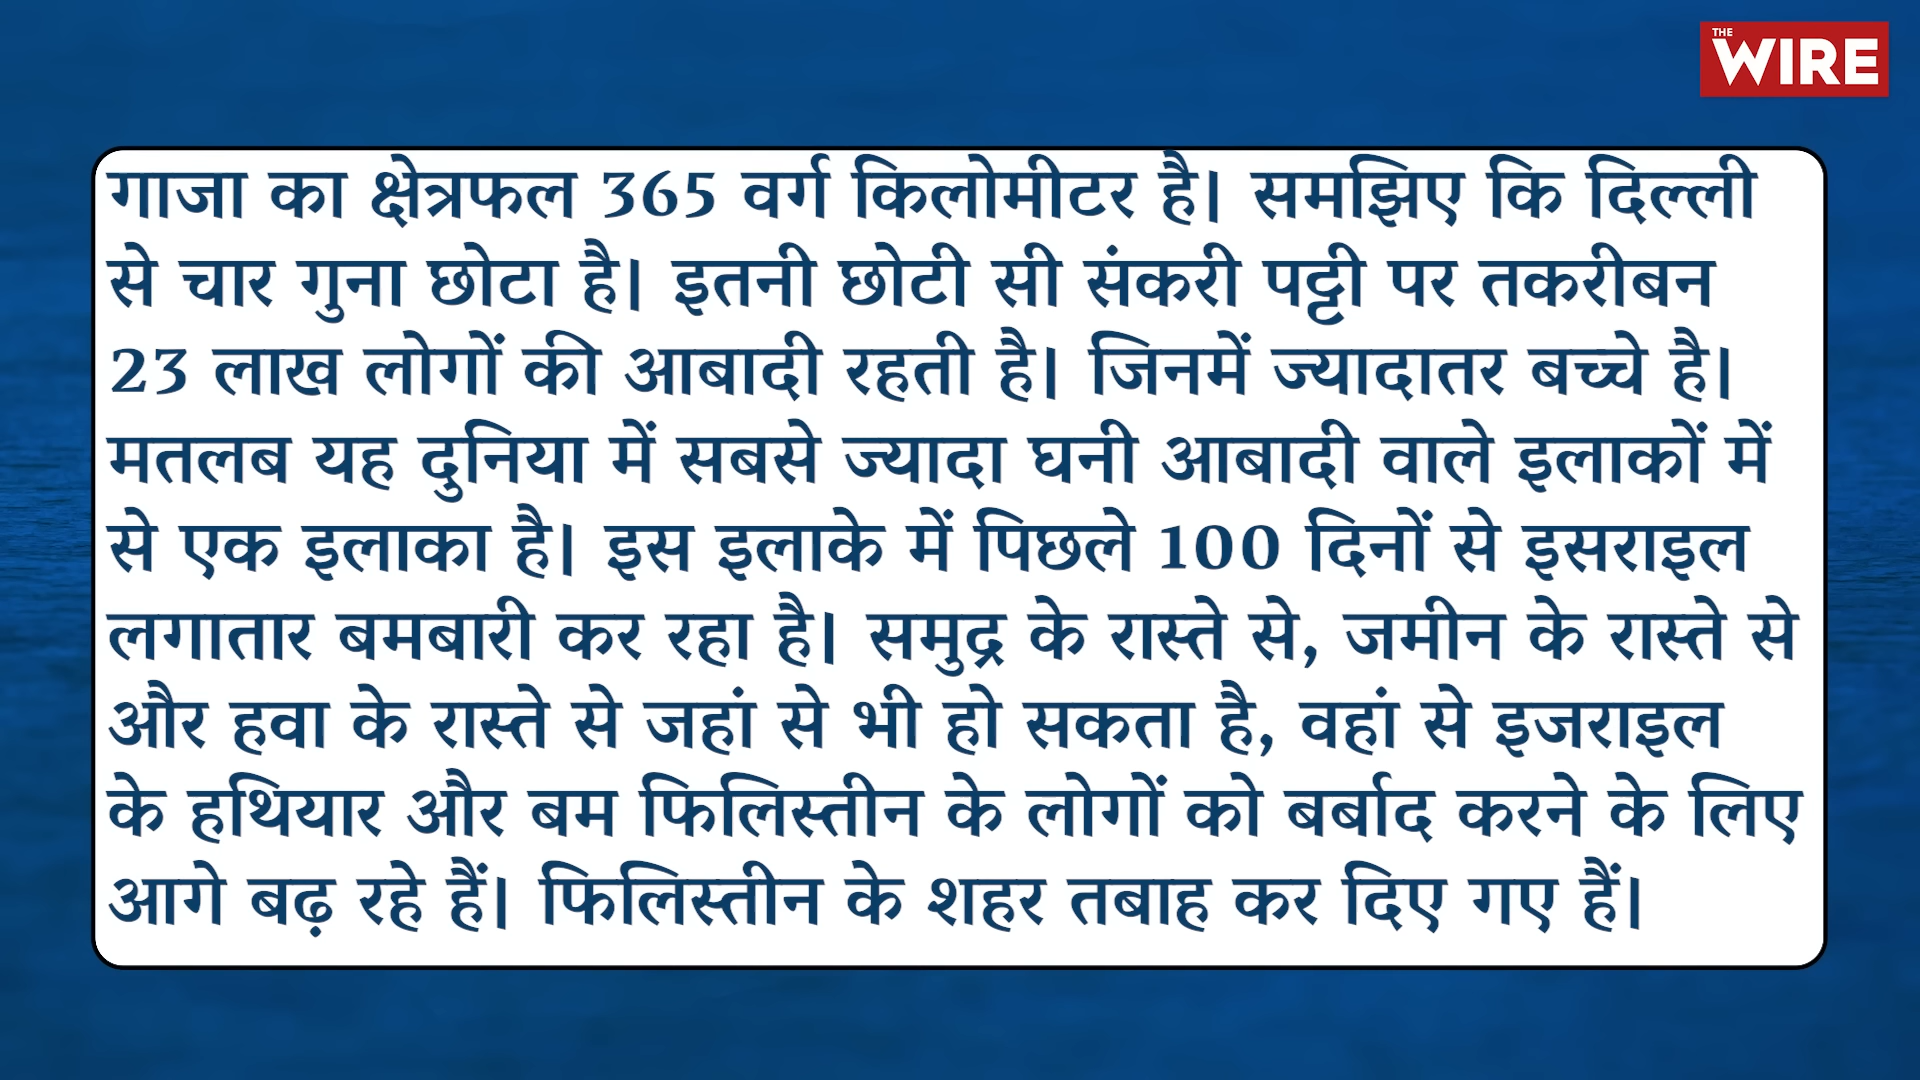 THE
WIRE
गाजा का क्षेत्रफल 365 वर्ग किलोमीटर है। समझिए कि दिल्ली
से चार गुना छोटा है। इतनी छोटी सी संकरी पट्टी पर तकरीबन
23 लाख लोगों की आबादी रहती है। जिनमें ज्यादातर बच्चे है।
मतलब यह दुनिया में सबसे ज्यादा घनी आबादी वाले इलाकों में
से एक इलाका है। इस इलाके में पिछले 100 दिनों से इसराइल
लगातार बमबारी कर रहा है। समुद्र के रास्ते से, जमीन के रास्ते से
और हवा के रास्ते से जहां से भी हो सकता है, वहां से इजराइल
के हथियार और बम फिलिस्तीन के लोगों को बर्बाद करने के लिए
आगे बढ़ रहे हैं। फिलिस्तीन के शहर तबाह कर दिए गए हैं।